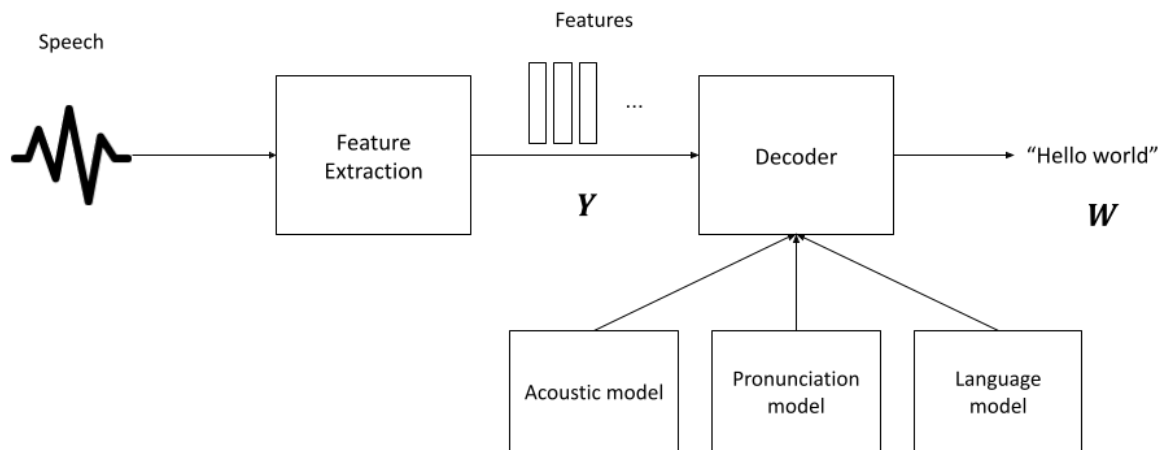 Features
Speech
...
Feature
Extraction
Decoder
“Hello world”
Y
W
Acoustic model
Pronunciation
model
Language
model